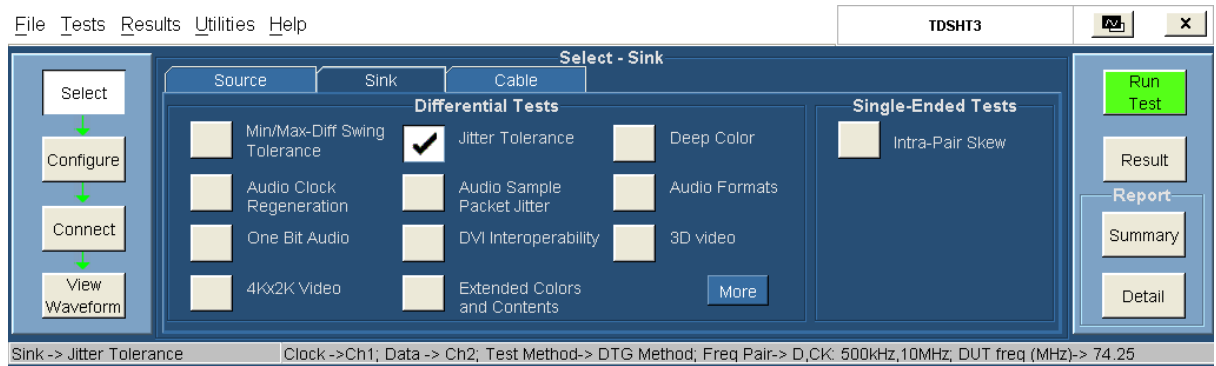 File Tests Results Utilities Help
TDSHT3
x
Select - Sink
Select
Configure
Connect
View
Waveform
Source Sink Cable
Differential Tests
Min/Max-Diff Swing
Tolerance
Jitter Tolerance
Deep Color
Audio Clock
Regeneration
Audio Sample
Packet Jitter
Audio Formats
One Bit Audio
DVI Interoperability
3D video
4Kx2K Video
Extended Colors
and Contents
More
Single-Ended Tests
Intra-Pair Skew
Run
Test
Result
Report
Summary
Detail
Sink -> Jitter Tolerance
Clock ->Ch1; Data -> Ch2; Test Method-> DTG Method; Freq Pair-> D,CK: 500kHz,10MHz; DUT freq (MHz)-> 74.25